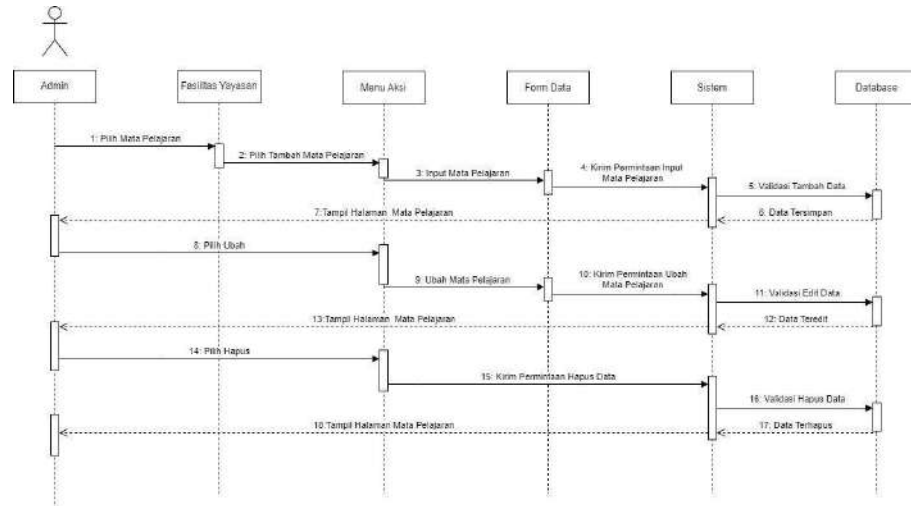 Admin
Fasilitas Yayasan
Menu Aksi
Form Data
Sistem
Database
1: Pilih Mata Pelajaran
2: Pilih Tambah Mata Pelajaran
3: Input Mata Pelajaran
4: Kirim Permintaan Input
Mata Pelajaran
5: Validasi Tambah Data
6: Data Tersimpan
7:Tampil Halaman Mata Pelajaran
8: Pilih Ubah
9: Ubah Mata Pelajaran
10: Kirim Permintaan Ubah
Mata Pelajaran
11: Validasi Edit Data
12: Data Teredit
13:Tampil Halaman Mata Pelajaran
14: Pilih Hapus
15: Kirim Permintaan Hapus Data
16: Validasi Hapus Data
17: Data Terhapus
18:Tampil Halaman Mata Pelajaran